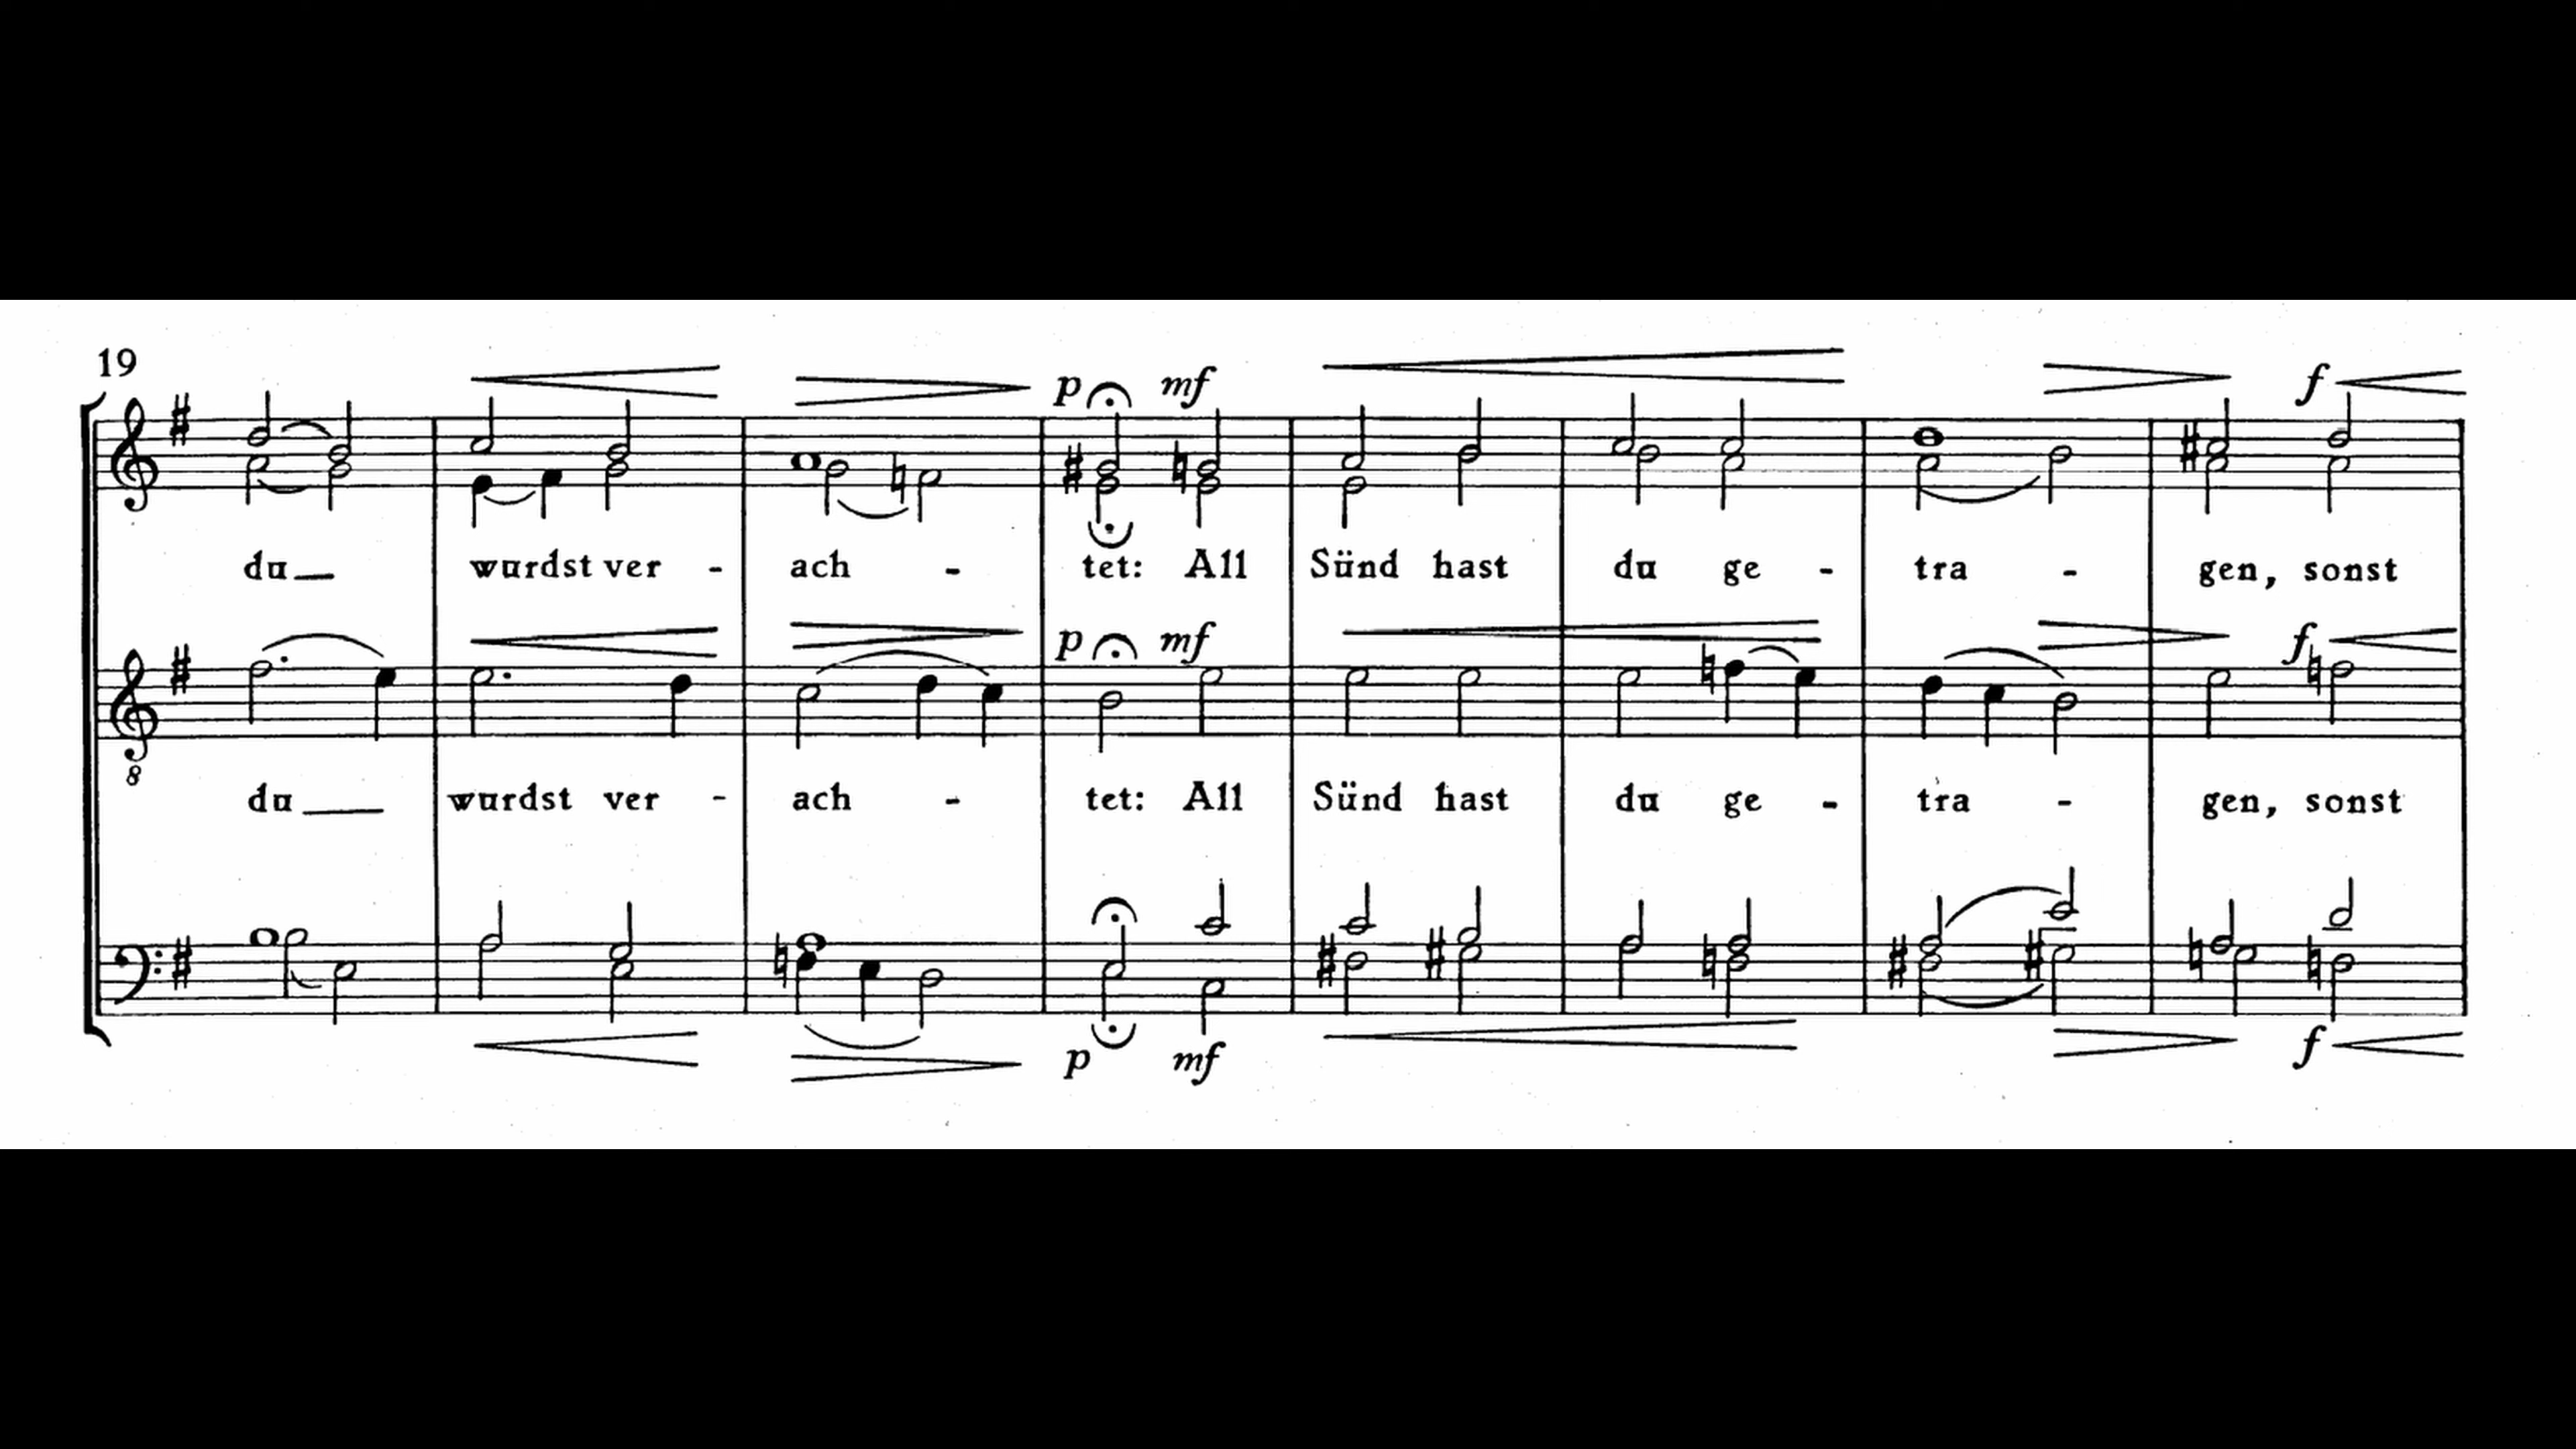 19
p mf f
du wurdst ver - ach - tet: All Sünd hast du ge - tra - gen, sonst
p mf f
8
du wurdst ver - ach - tet: All Sünd hast du ge - tra - gen, sonst
p mf f